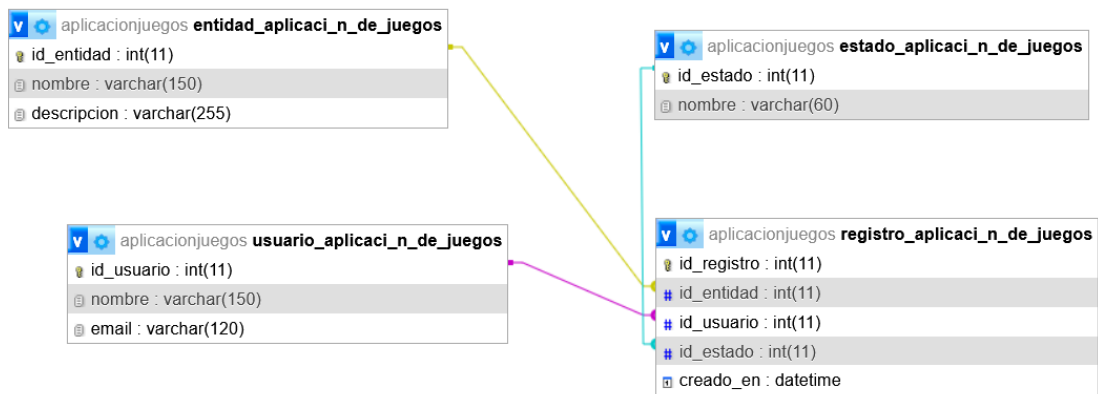 aplicacionjuegos entidad_aplicaci_n_de_juegos
id_entidad : int(11)
nombre : varchar(150)
descripcion : varchar(255)
aplicacionjuegos estado_aplicaci_n_de_juegos
id_estado : int(11)
nombre : varchar(60)
aplicacionjuegos usuario_aplicaci_n_de_juegos
id_usuario : int(11)
nombre : varchar(150)
email : varchar(120)
aplicacionjuegos registro_aplicaci_n_de_juegos
id_registro : int(11)
id_entidad : int(11)
id_usuario : int(11)
id_estado : int(11)
creado_en : datetime